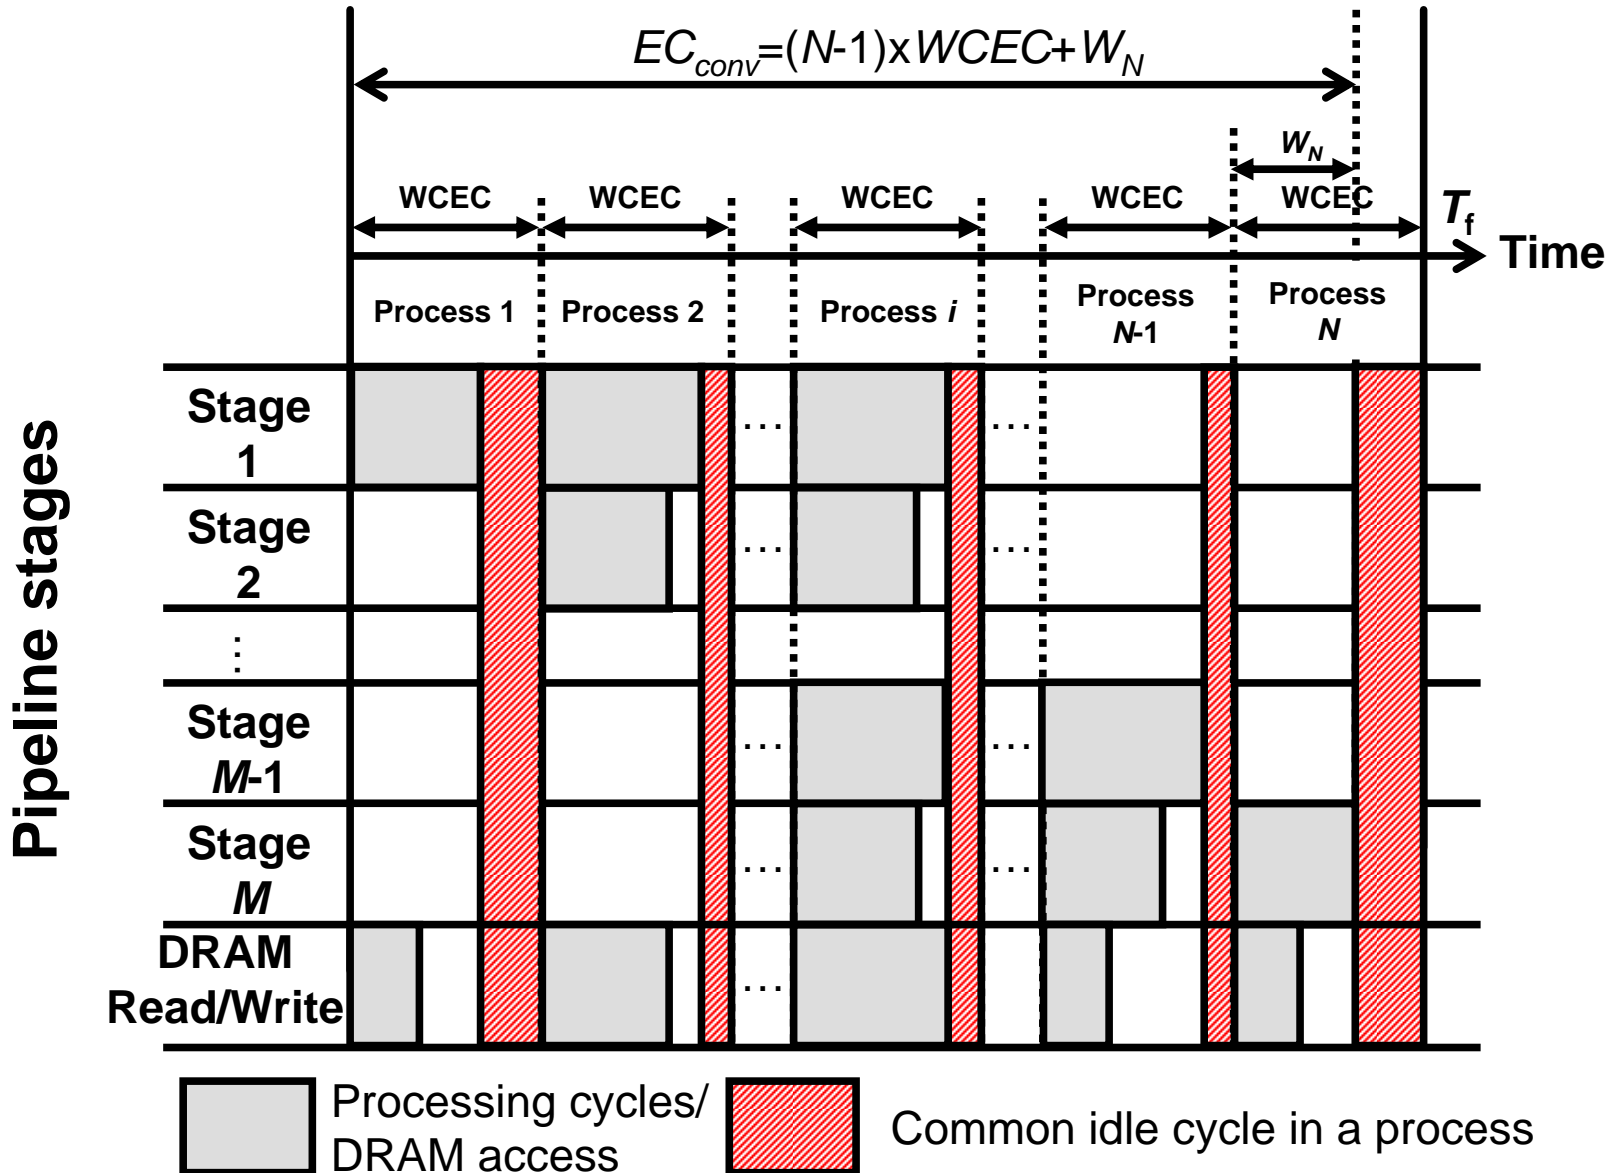 EC_conv=(N-1)xWCEC+W_N
W_N
WCEC WCEC WCEC WCEC WCEC
T_f
Time
Process 1 Process 2 Process i Process N-1 Process N
Pipeline stages
Stage
1
... ...
Stage
2
... ...
⋮
Stage
M-1
... ...
Stage
M
... ...
DRAM
Read/Write
...
Processing cycles/
DRAM access
Common idle cycle in a process